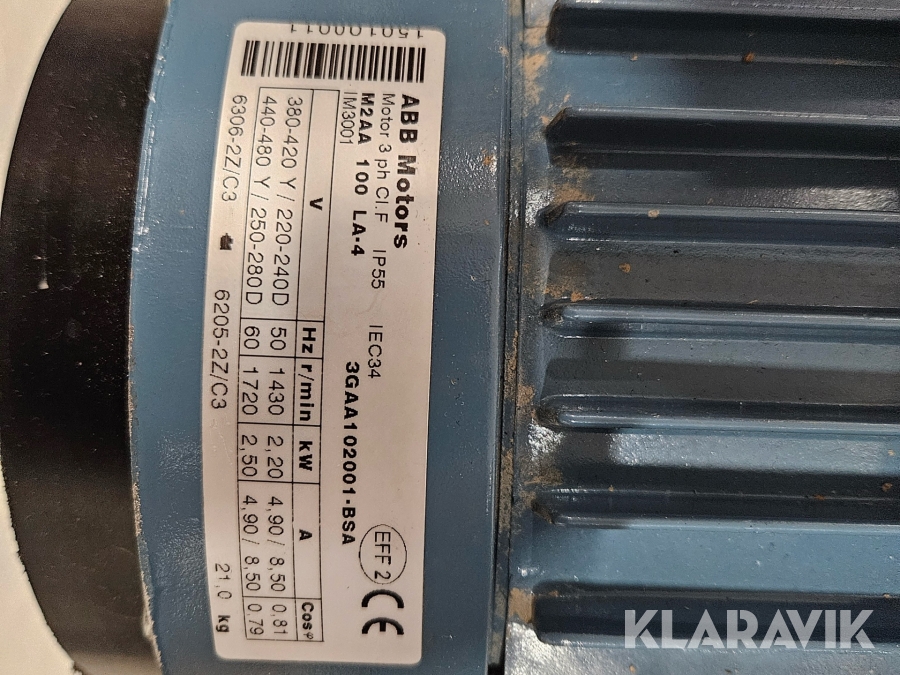 150100011
ABB Motors
Motor 3 ph Cl.F IP55 IEC34
M2AA 100 LA-4 3GAA102001-BSA
IM3001
EFF 2 CE
V Hz r/min kW A Cosφ
380-420 Y / 220-240D 50 1430 2,20 4,90 / 8,50 0.81
440-480 Y / 250-280D 60 1720 2,50 4,90 / 8,50 0.79
6306-2Z/C3 6205-2Z/C3 21,0 kg
KLARAVIK